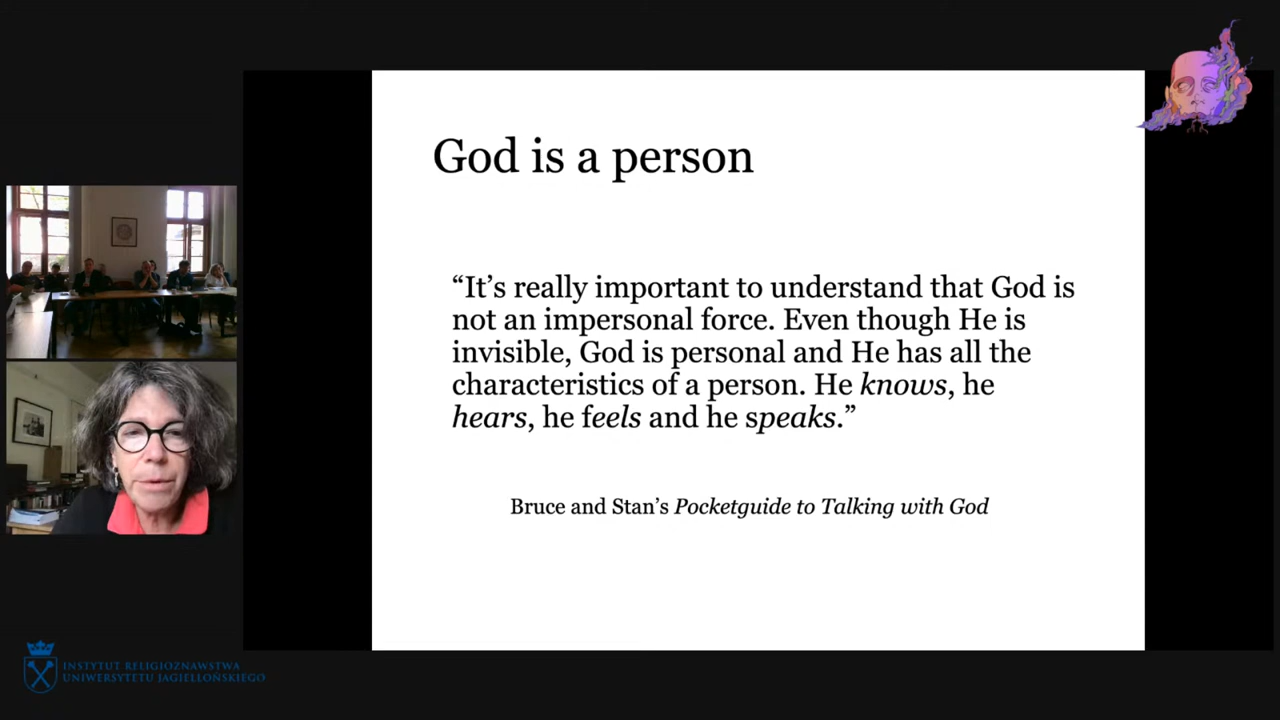 God is a person
“It’s really important to understand that God is
not an impersonal force. Even though He is
invisible, God is personal and He has all the
characteristics of a person. He knows, he
hears, he feels and he speaks.”
Bruce and Stan’s Pocketguide to Talking with God
INSTYTUT RELIGIOZNAWSTWA
UNIWERSYTETU JAGIELLOŃSKIEGO